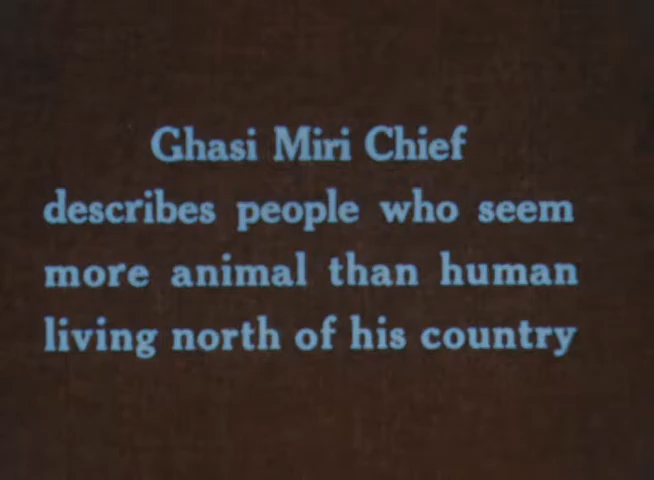 Ghasi Miri Chief
describes people who seem
more animal than human
living north of his country